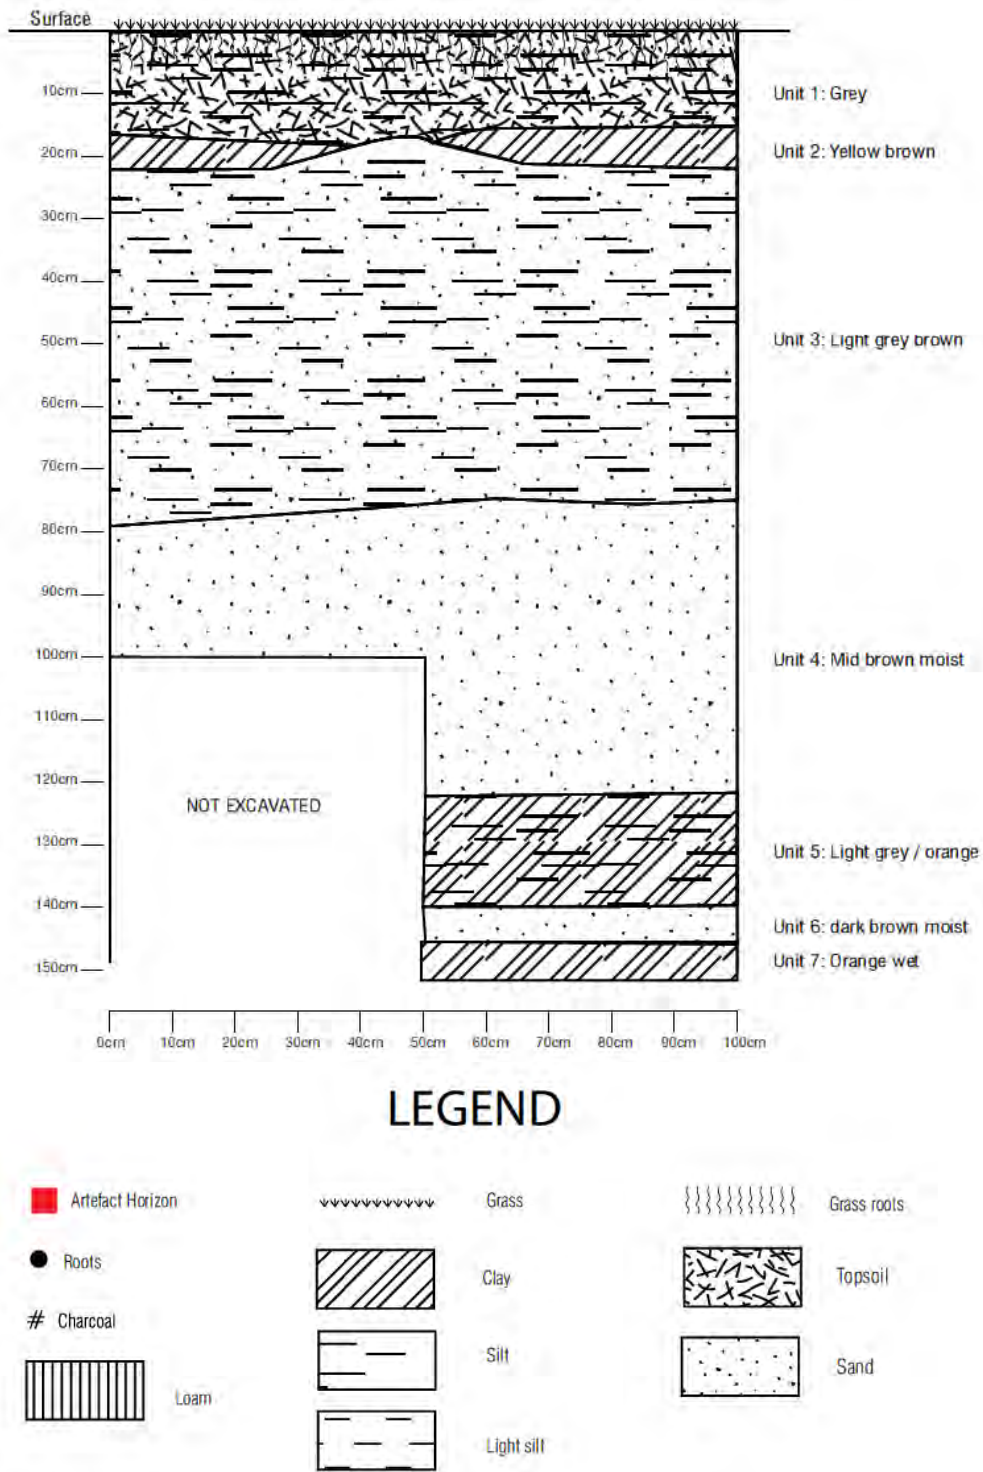 Surface
10cm
Unit 1: Grey
20cm
Unit 2: Yellow brown
30cm
40cm
50cm
Unit 3: Light grey brown
60cm
70cm
80cm
90cm
100cm
Unit 4: Mid brown moist
110cm
120cm
NOT EXCAVATED
130cm
Unit 5: Light grey / orange
140cm
Unit 6: dark brown moist
150cm
Unit 7: Orange wet
0cm 10cm 20cm 30cm 40cm 50cm 60cm 70cm 80cm 90cm 100cm
LEGEND
Artefact Horizon
Grass
Grass roots
Roots
Clay
Topsoil
# Charcoal
Silt
Sand
Loam
Light silt